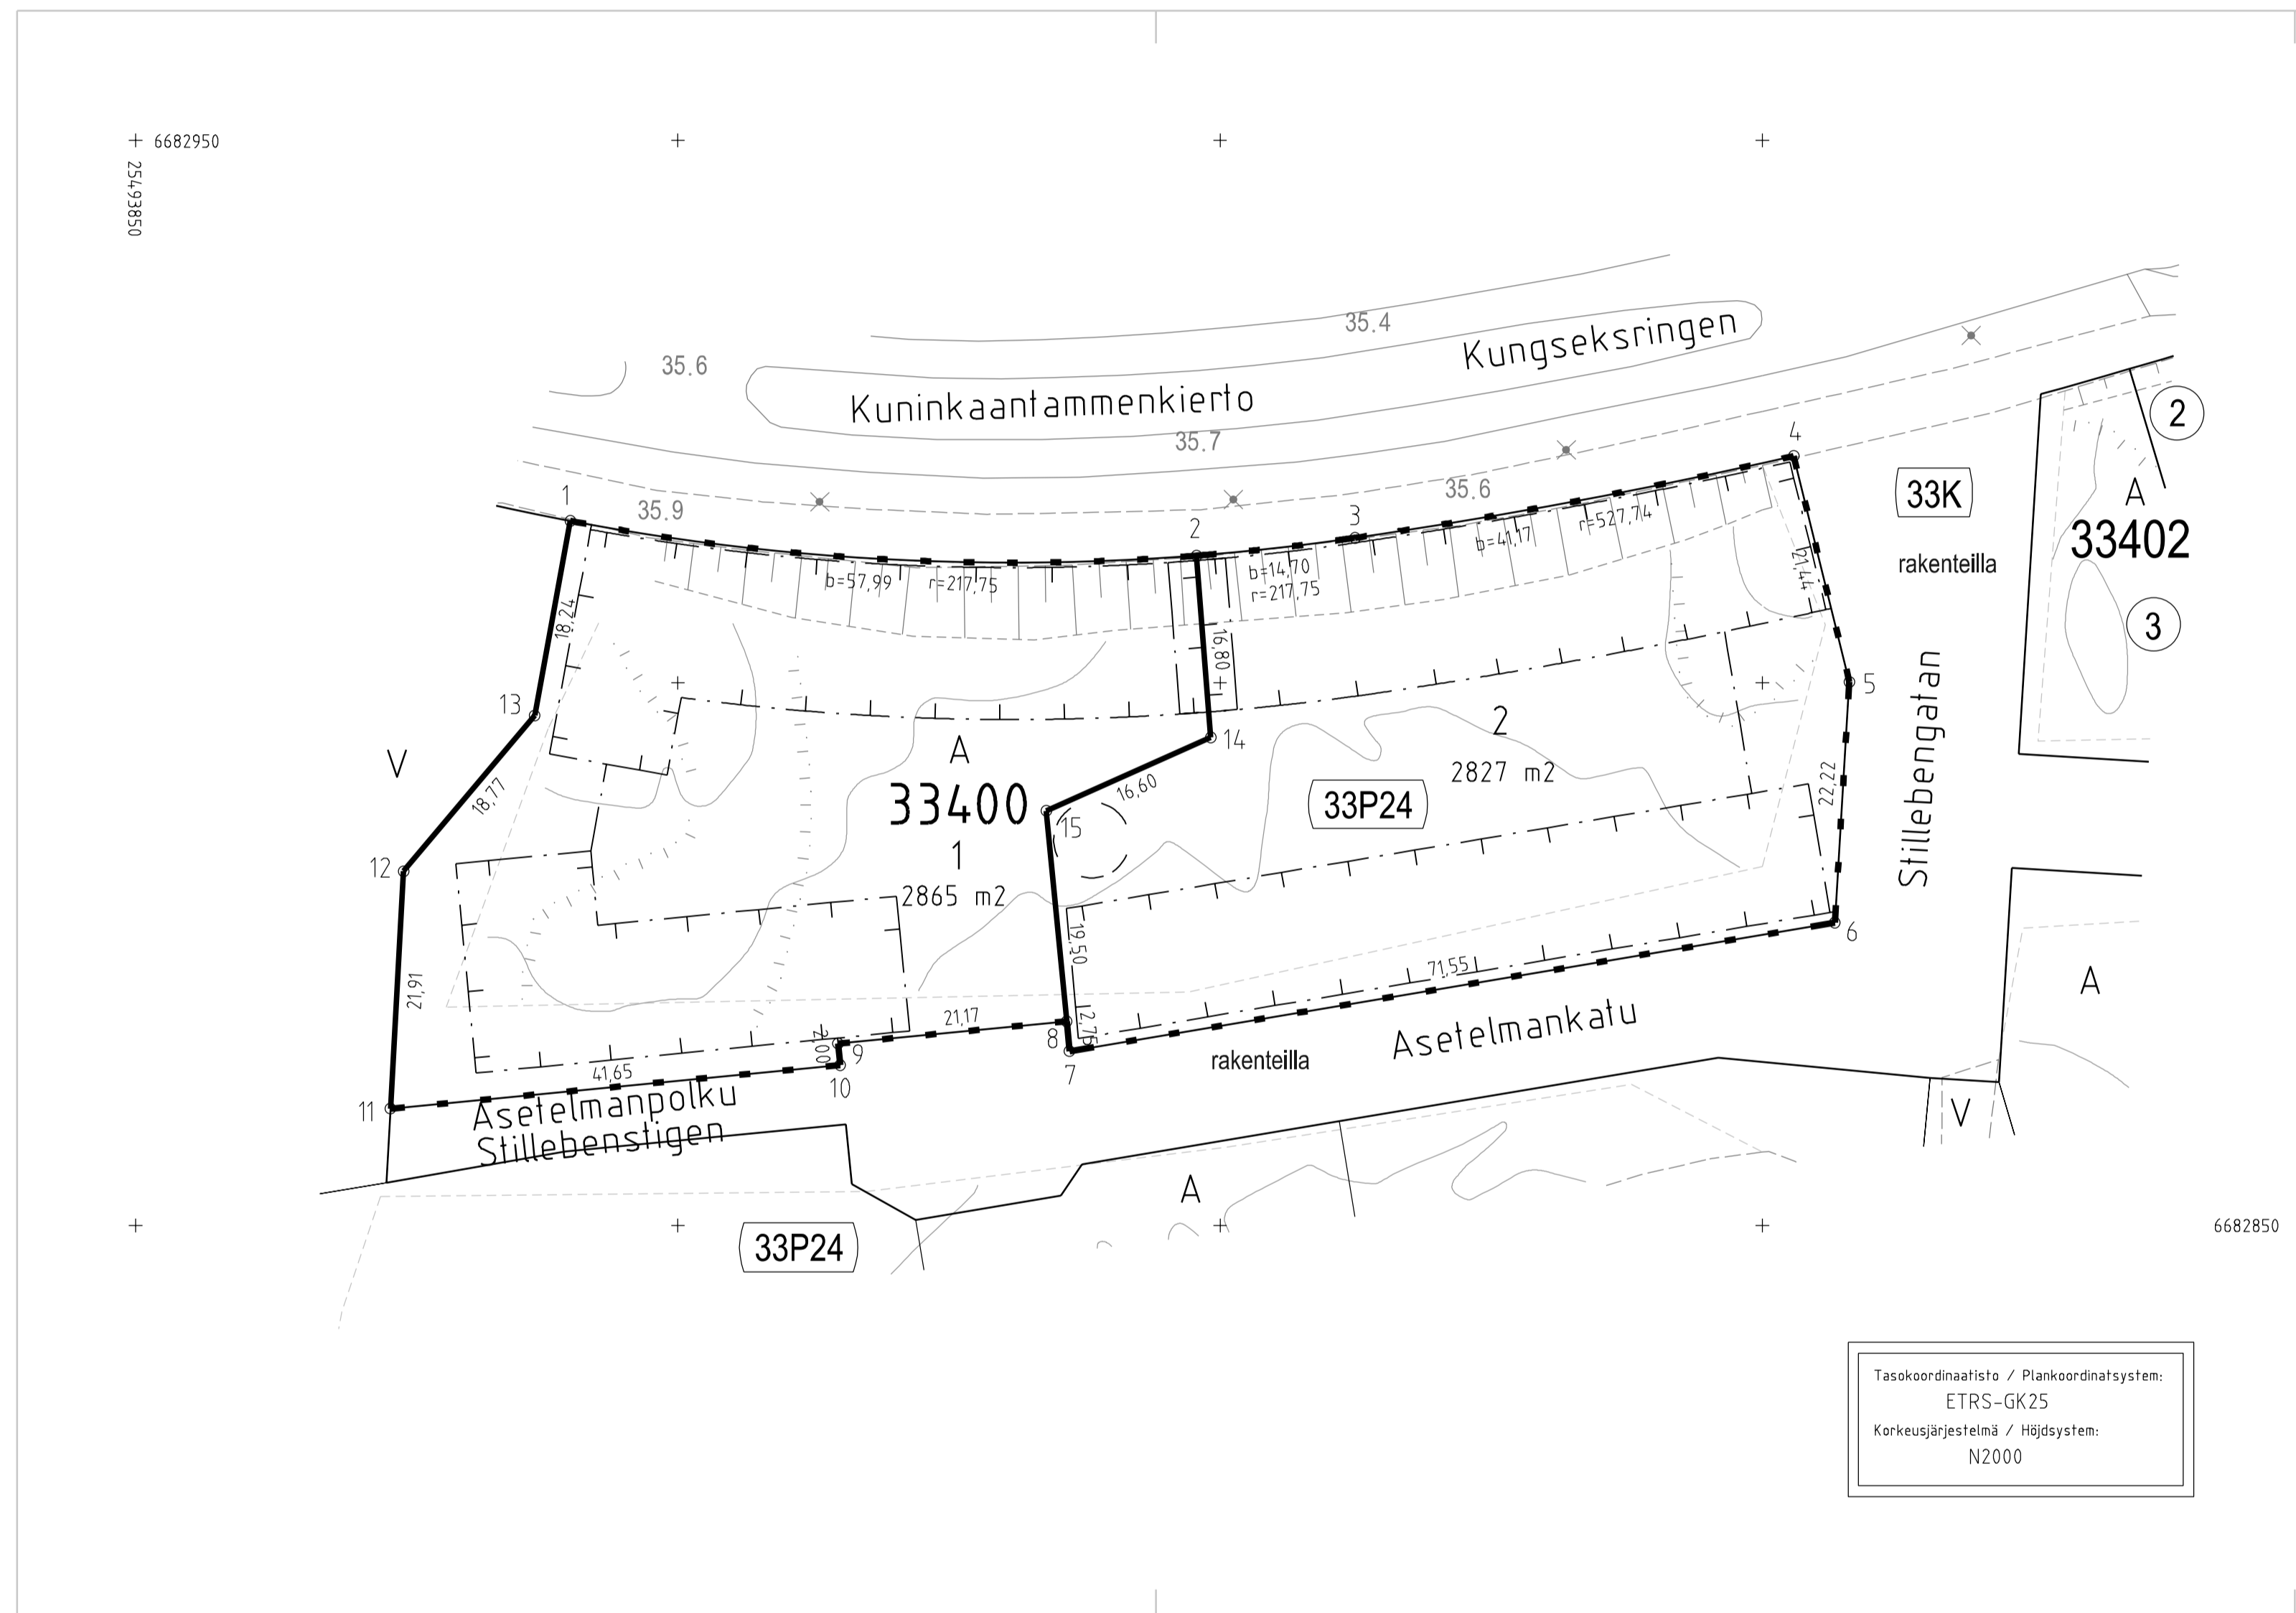 6682950
25493850
35.4
Kungseksringen
35.6
Kuninkaantammenkierto
35.7
2
4
33K
A
33402
rakenteilla
3
1
35.9
2
3
35.6
b=57,99 r=217,75
b=14,70
r=217,75
b=41,17
r=527,74
21,44
18,24
16,80
13
5
14
V
A
2
2827 m2
18,77
16,60
33400
33P24
15
22,22
Stillebengatan
1
12
2865 m2
19,50
6
71,55
21,91
A
21,17
2,75
8
2,00
9
Asetelmankatu
rakenteilla
7
41,65
10
11
Asetelmanpolku
Stillebenstigen
V
A
33P24
6682850
Tasokoordinaatisto / Plankoordinatsystem:
ETRS-GK25
Korkeusjärjestelmä / Höjdsystem:
N2000